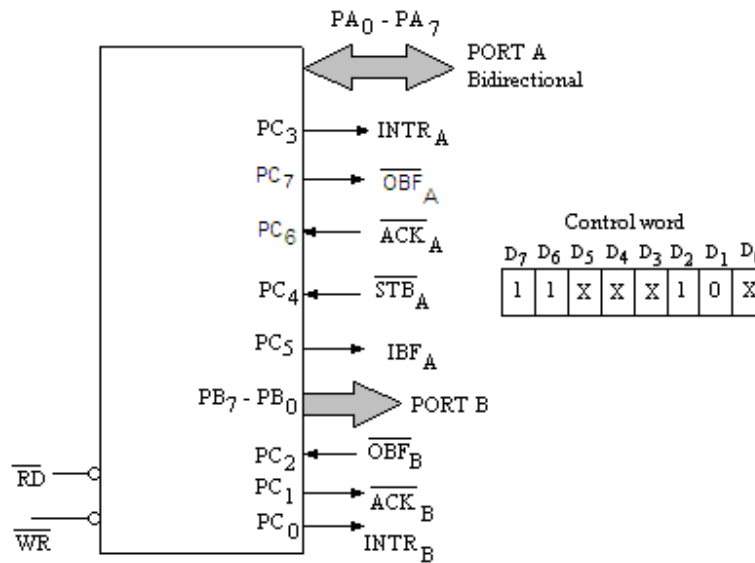 PA0 - PA7
PORT A
Bidirectional
PC3 INTRA
PC7 OBFA
PC6 ACKA
Control word
D7 D6 D5 D4 D3 D2 D1
1 1 X X X 1 0 X
PC4 STBA
PC5 IBFA
PB7 - PB0 PORT B
PC2 OBFB
RD
PC1 ACKB
WR
PC0 INTRB